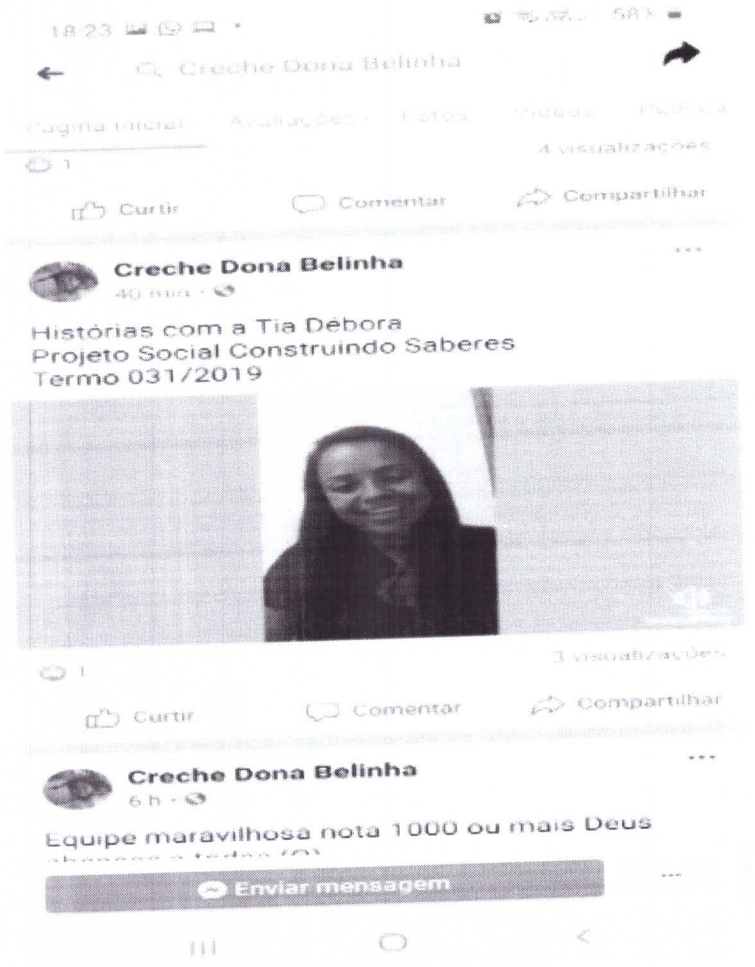 18:23
58%
Creche Dona Belinha
Página inicial Avaliações Fotos Vídeos
1
4 visualizações
Curtir Comentar Compartilhar
Creche Dona Belinha
40 min
Histórias com a Tia Débora
Projeto Social Construindo Saberes
Termo 031/2019
1
3 visualizações
Curtir Comentar Compartilhar
Creche Dona Belinha
6 h
Equipe maravilhosa nota 1000 ou mais Deus
Enviar mensagem